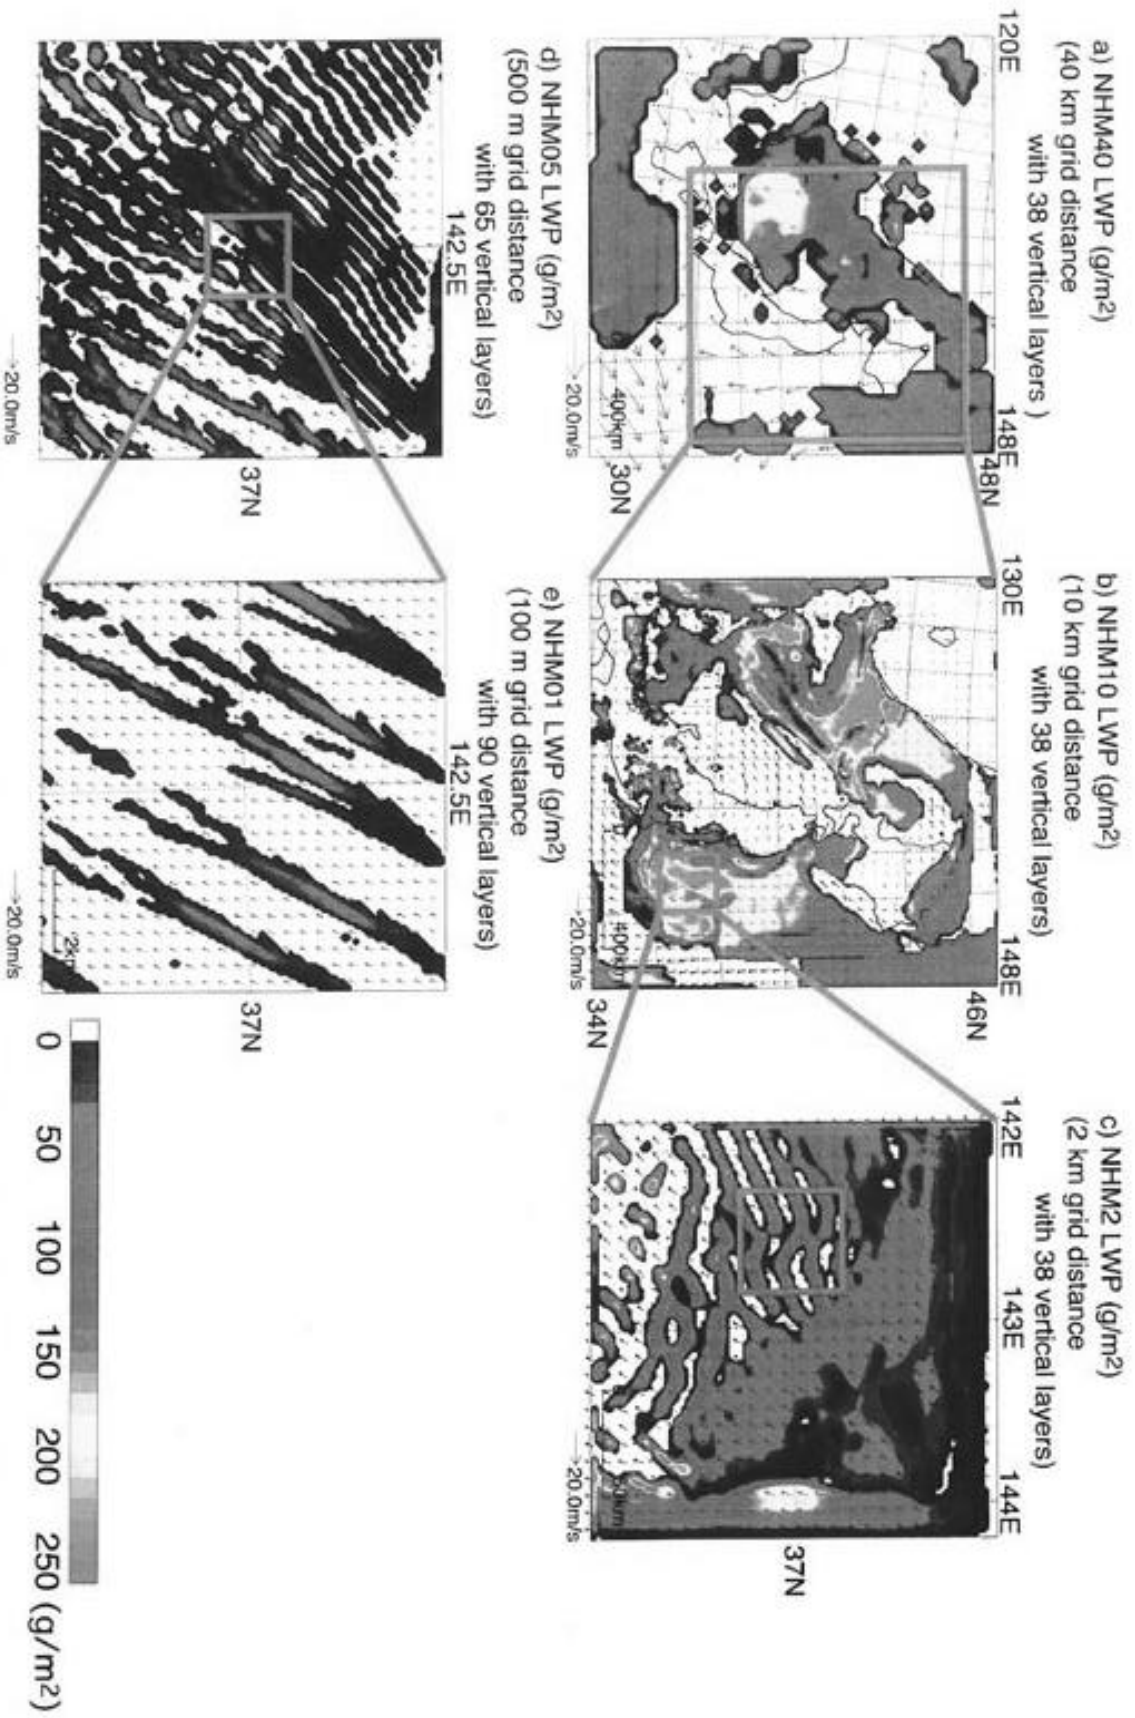 a) NHM40 LWP (g/m2)
(40 km grid distance
with 38 vertical layers )
120E
148E
48N
30N
400km
20.0m/s
b) NHM10 LWP (g/m2)
(10 km grid distance
with 38 vertical layers)
130E
148E
46N
34N
400km
20.0m/s
c) NHM2 LWP (g/m2)
(2 km grid distance
with 38 vertical layers)
142E
143E
144E
37N
20.0m/s
d) NHM05 LWP (g/m2)
(500 m grid distance
with 65 vertical layers)
142.5E
37N
20.0m/s
e) NHM01 LWP (g/m2)
(100 m grid distance
with 90 vertical layers)
142.5E
37N
2km
20.0m/s
0 50 100 150 200 250 (g/m2)